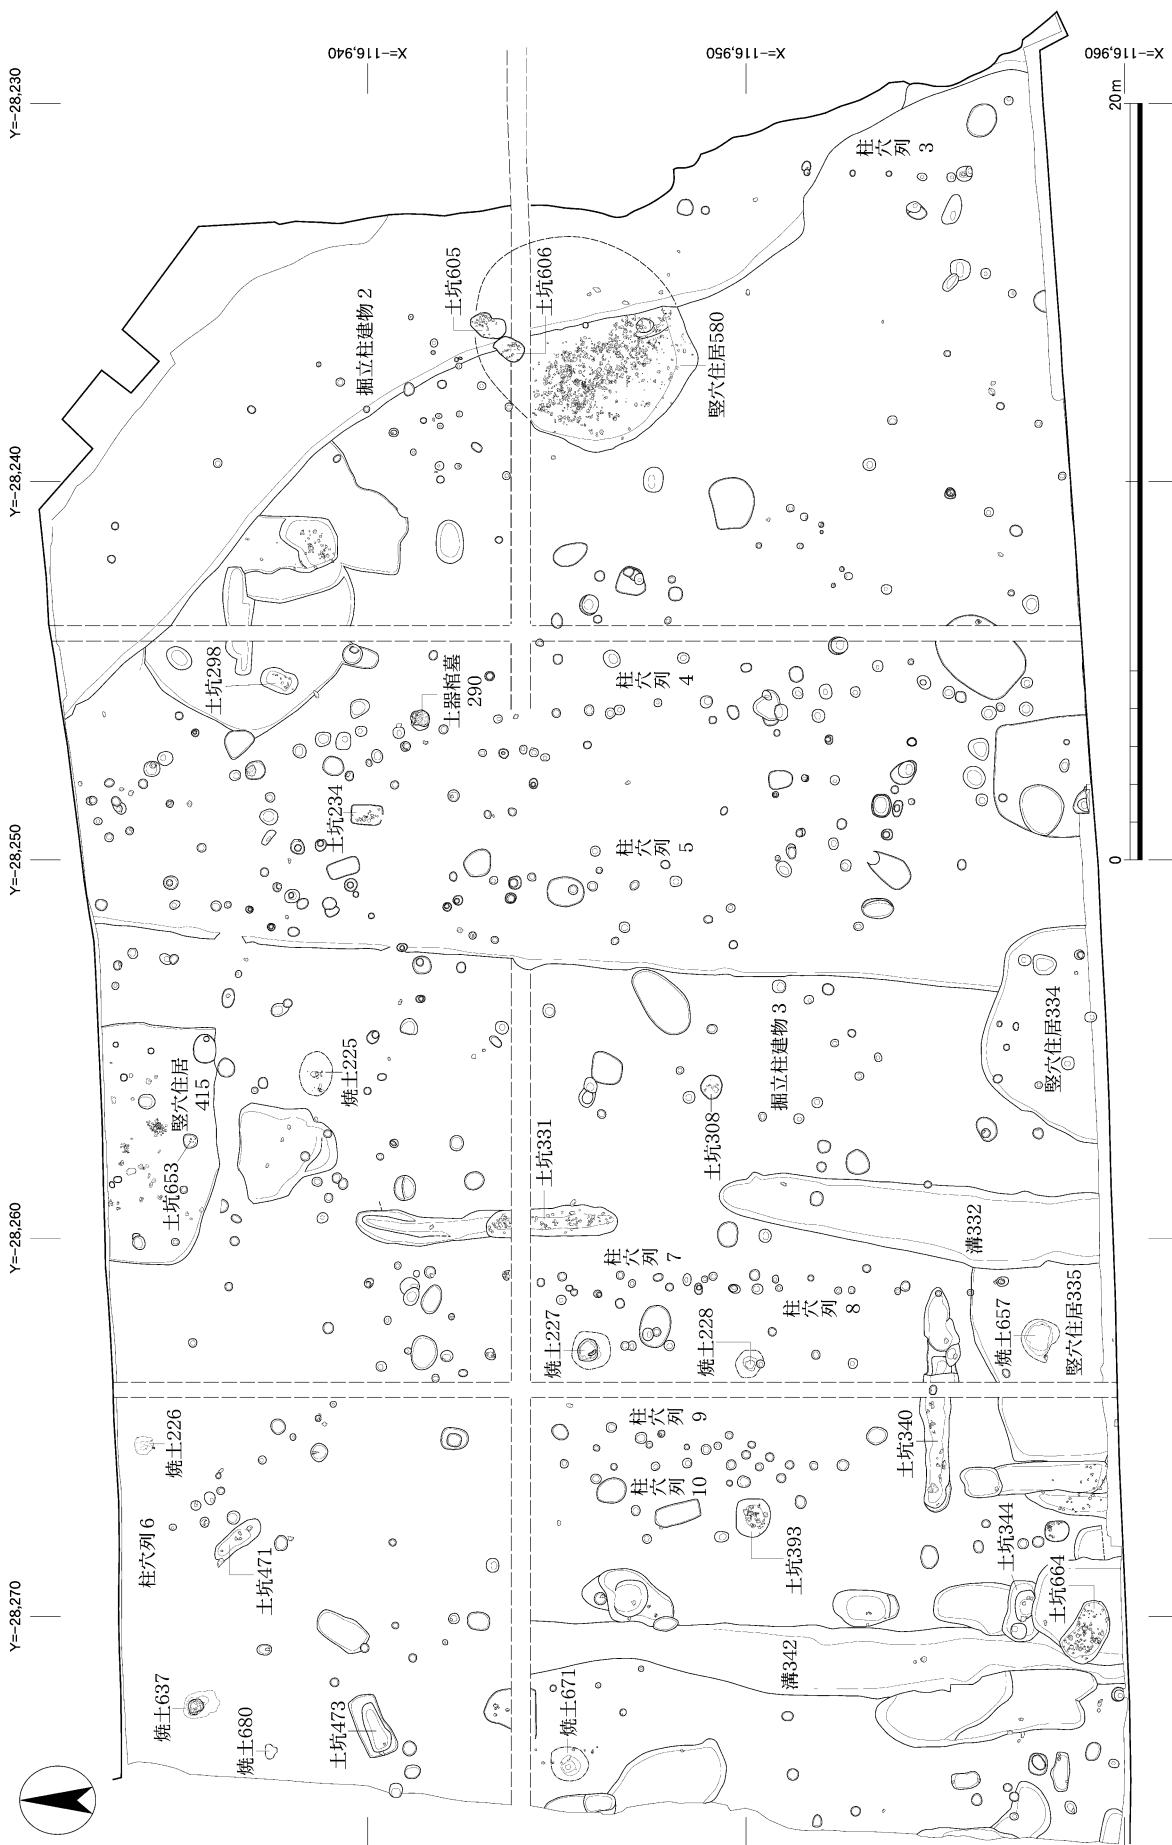 Y=−28,230
Y=−28,240
Y=−28,250
Y=−28,260
Y=−28,270
X=−116,940
X=−116,950
X=−116,960
20m
0
柱穴列
3
土坑605
土坑606
掘立柱建物 2
竪穴住居580
土坑298
土器棺墓
290
柱穴列
4
土坑234
柱穴列
5
竪穴住居
415
土坑653
焼土225
土坑331
土坑308
掘立柱建物 3
竪穴住居334
溝332
柱穴列
7
柱穴列
8
焼土227
焼土228
焼土657
竪穴住居335
焼土226
柱穴列
9
柱穴列
10
土坑340
柱穴列 6
土坑471
土坑393
土坑344
土坑664
焼土637
焼土680
土坑473
焼土671
溝342